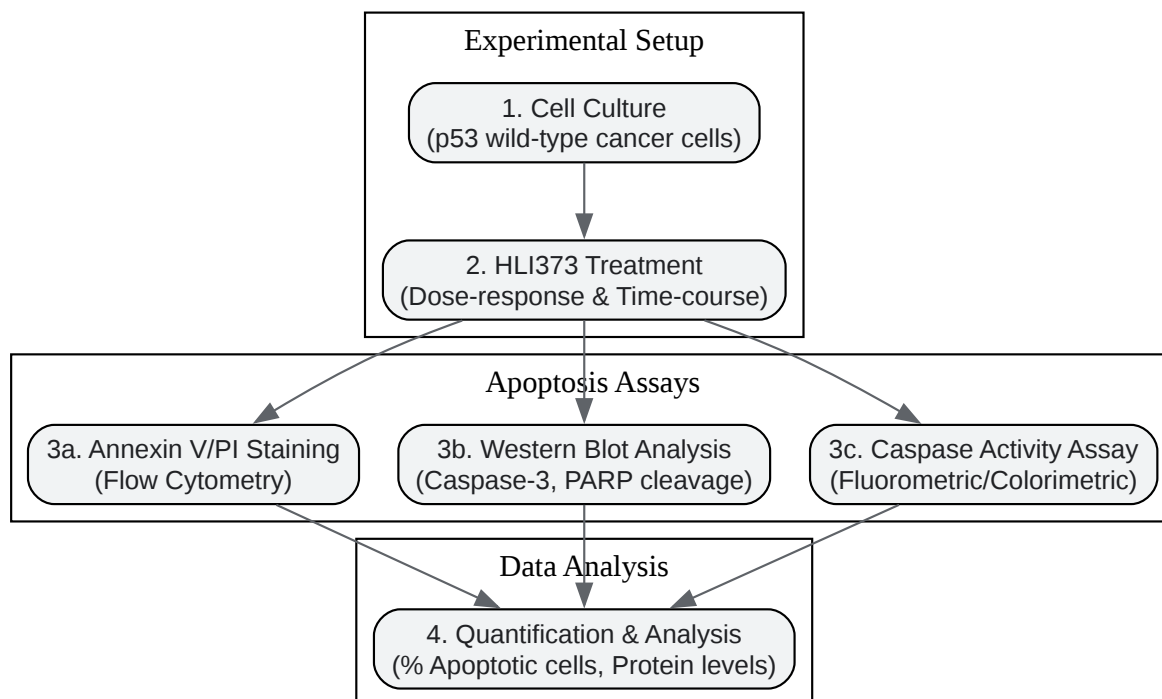 Experimental Setup
1. Cell Culture
(p53 wild-type cancer cells)
2. HLI373 Treatment
(Dose-response & Time-course)
Apoptosis Assays
3a. Annexin V/PI Staining
(Flow Cytometry)
3b. Western Blot Analysis
(Caspase-3, PARP cleavage)
3c. Caspase Activity Assay
(Fluorometric/Colorimetric)
Data Analysis
4. Quantification & Analysis
(% Apoptotic cells, Protein levels)